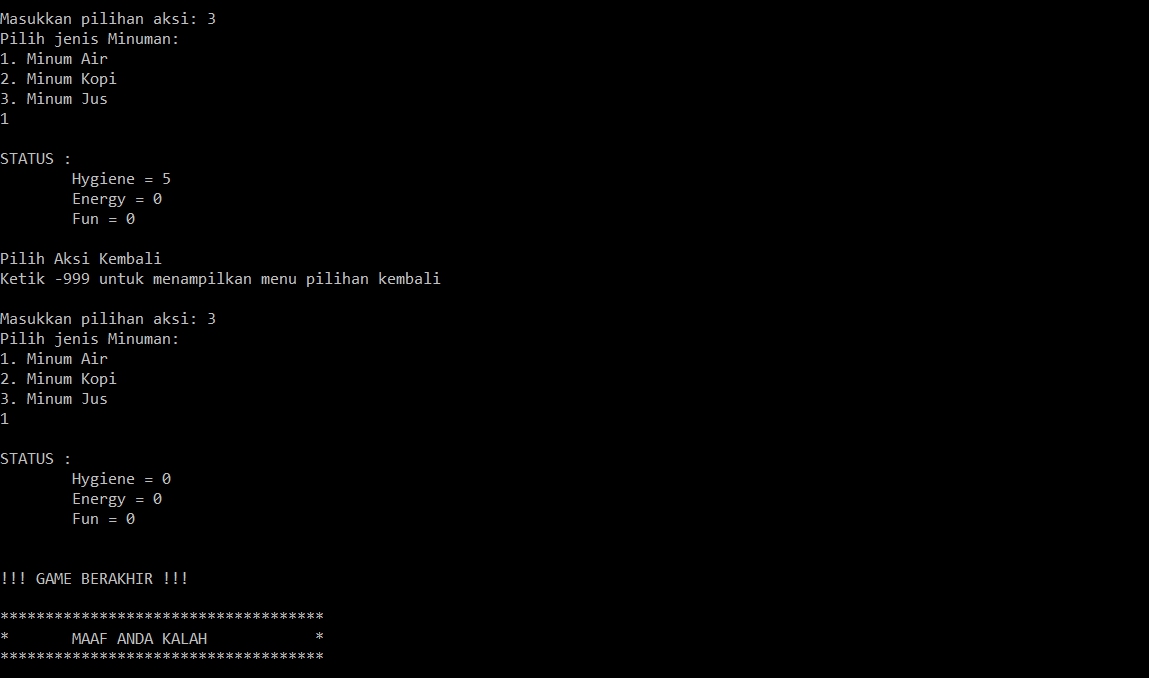 Masukkan pilihan aksi: 3
Pilih jenis Minuman:
1. Minum Air
2. Minum Kopi
3. Minum Jus
1
STATUS :
Hygiene = 5
Energy = 0
Fun = 0
Pilih Aksi Kembali
Ketik -999 untuk menampilkan menu pilihan kembali
Masukkan pilihan aksi: 3
Pilih jenis Minuman:
1. Minum Air
2. Minum Kopi
3. Minum Jus
1
STATUS :
Hygiene = 0
Energy = 0
Fun = 0
!!! GAME BERAKHIR !!!
************************************
*       MAAF ANDA KALAH            *
************************************